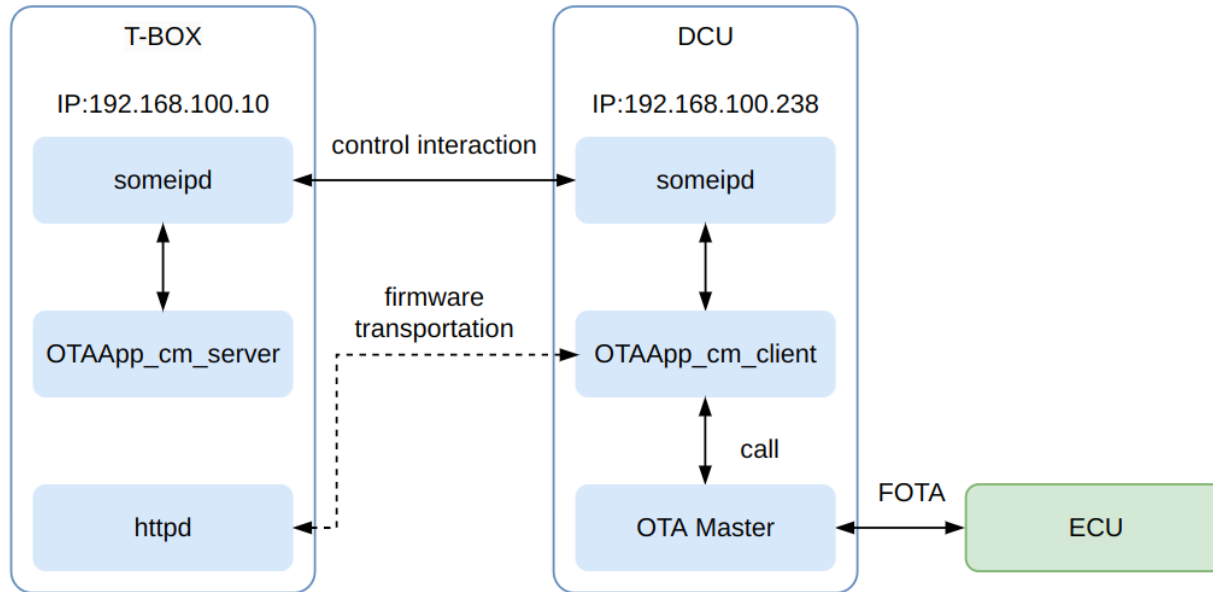 T-BOX
IP:192.168.100.10
someipd
OTAApp_cm_server
httpd
control interaction
firmware
transportation
DCU
IP:192.168.100.238
someipd
OTAApp_cm_client
call
OTA Master
FOTA
ECU